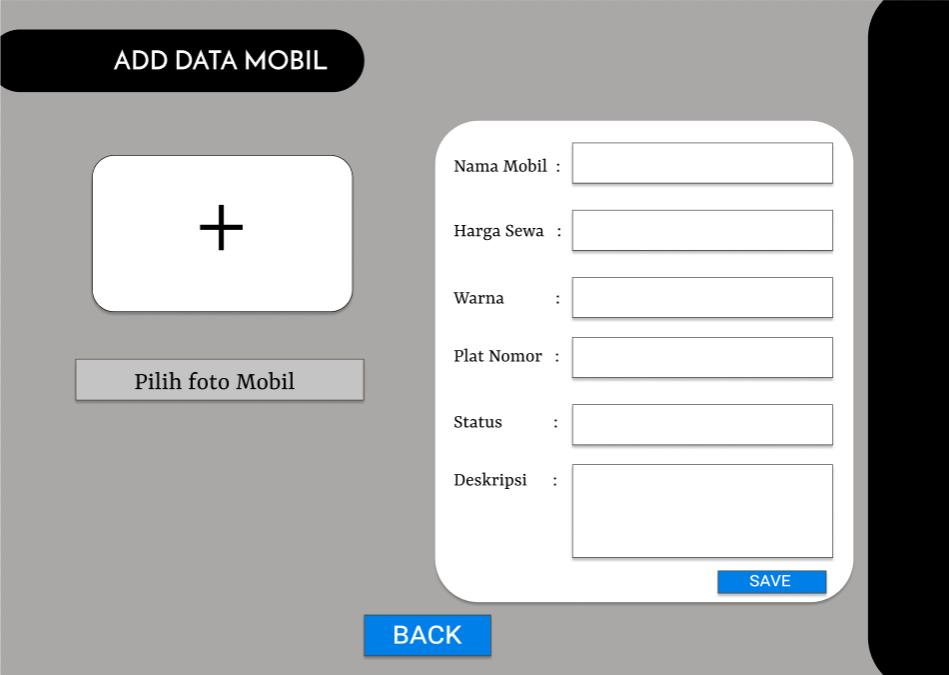 ADD DATA MOBIL
+
Pilih foto Mobil
Nama Mobil :
Harga Sewa :
Warna :
Plat Nomor :
Status :
Deskripsi :
SAVE
BACK